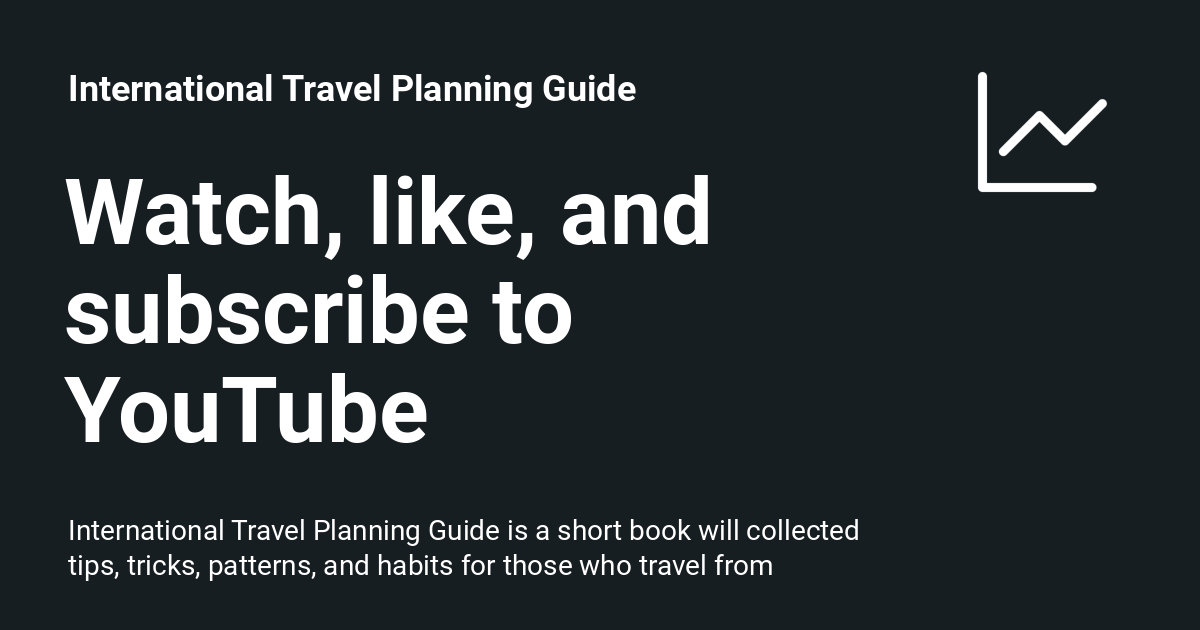 International Travel Planning Guide
Watch, like, and
subscribe to
YouTube
International Travel Planning Guide is a short book will collected
tips, tricks, patterns, and habits for those who travel from